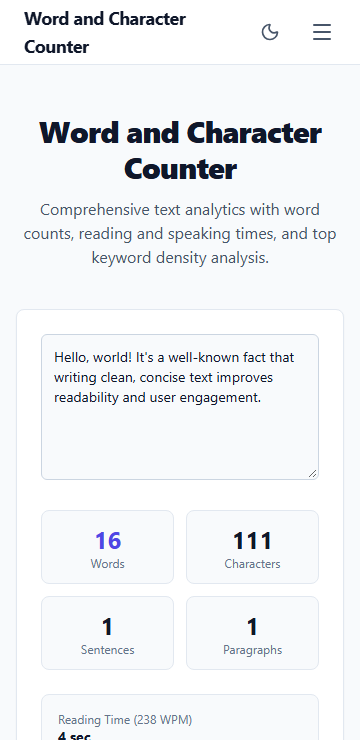 Word and Character
Counter
Word and Character
Counter
Comprehensive text analytics with word
counts, reading and speaking times, and top
keyword density analysis.
Hello, world! It's a well-known fact that
writing clean, concise text improves
readability and user engagement.
16 111
Words Characters
1 1
Sentences Paragraphs
Reading Time (238 WPM)
4 sec